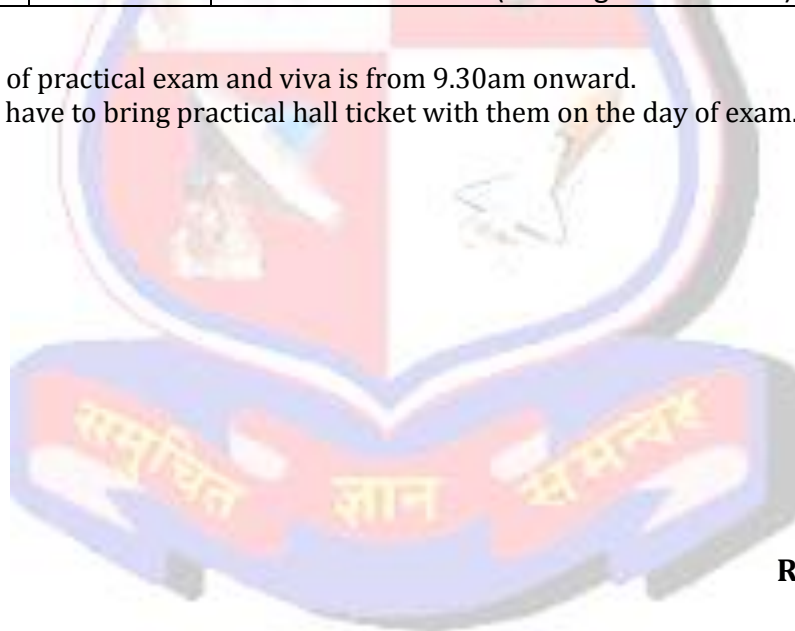 of practical exam and viva is from 9.30am onward.
have to bring practical hall ticket with them on the day of exam.
समुचित ज्ञान समन्वय
R